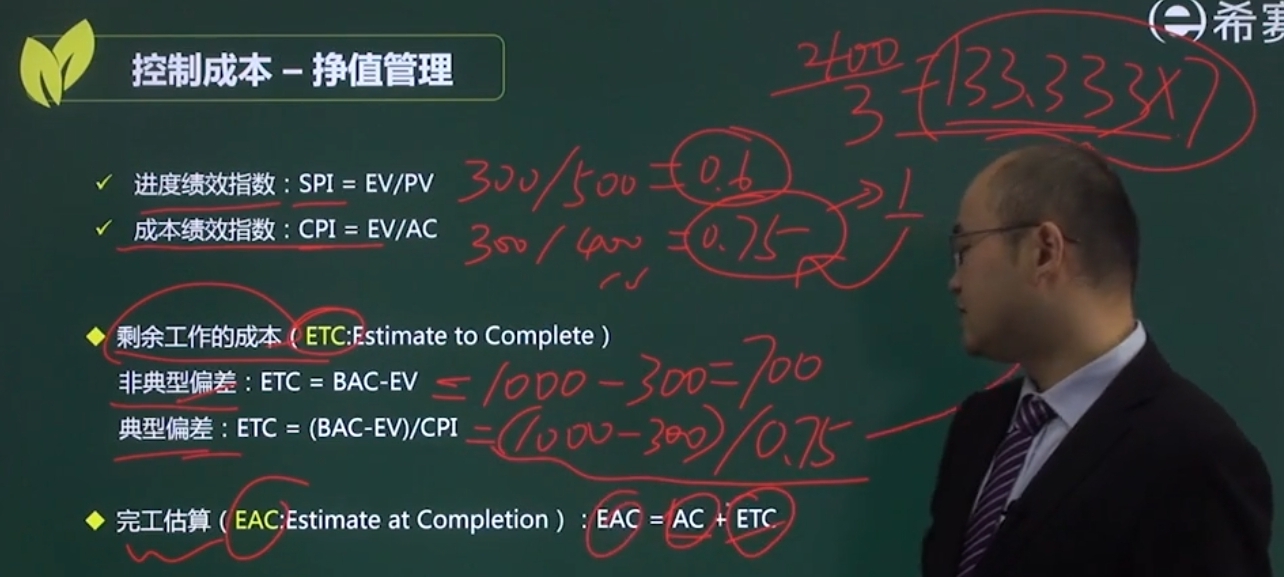 希赛
控制成本 – 挣值管理
2400/3 = 133.333×7
✓ 进度绩效指数：SPI = EV/PV 300/500 = 0.6
✓ 成本绩效指数：CPI = EV/AC 300/400 = 0.75 → 1
◆ 剩余工作的成本（ETC:Estimate to Complete）
非典型偏差：ETC = BAC-EV = 1000-300=700
典型偏差：ETC = (BAC-EV)/CPI = (1000-300)/0.75
◆ 完工估算（EAC:Estimate at Completion）：EAC = AC + ETC